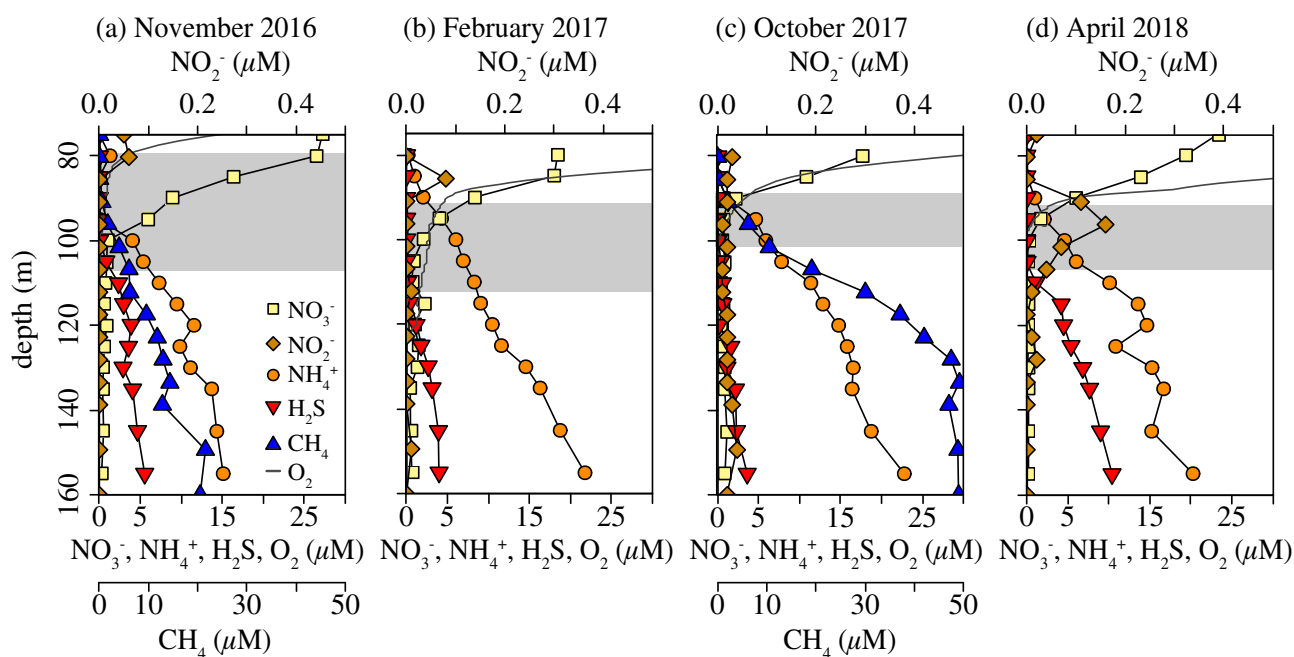 (a) November 2016 (b) February 2017 (c) October 2017 (d) April 2018
NO₂⁻ (µM) NO₂⁻ (µM) NO₂⁻ (µM) NO₂⁻ (µM)
0.0 0.2 0.4 0.0 0.2 0.4 0.0 0.2 0.4 0.0 0.2 0.4
80
100
120
140
160
depth (m)
NO₃⁻
NO₂⁻
NH₄⁺
H₂S
CH₄
O₂
0 5 15 25 0 5 15 25 0 5 15 25 0 5 15 25
NO₃⁻, NH₄⁺, H₂S, O₂ (µM) NO₃⁻, NH₄⁺, H₂S, O₂ (µM) NO₃⁻, NH₄⁺, H₂S, O₂ (µM) NO₃⁻, NH₄⁺, H₂S, O₂ (µM)
0 10 30 50 0 10 30 50
CH₄ (µM) CH₄ (µM)